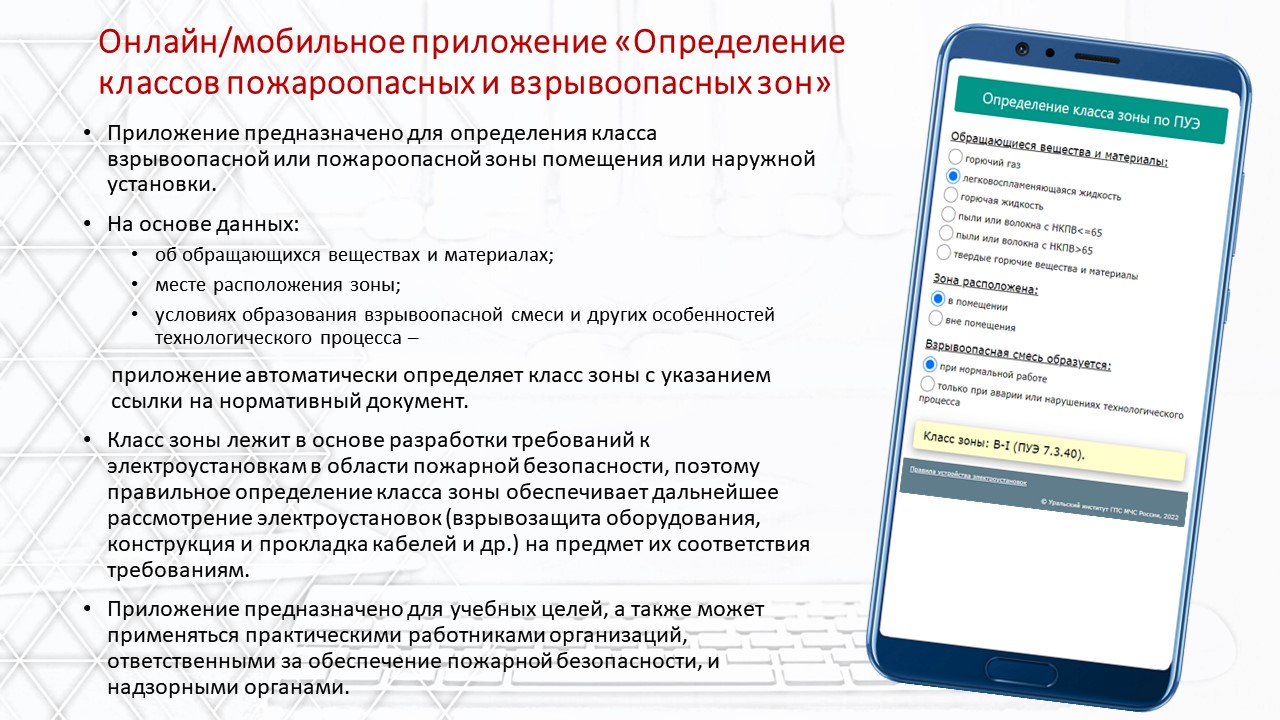 Онлайн/мобильное приложение «Определение
классов пожароопасных и взрывоопасных зон»
• Приложение предназначено для определения класса
взрывоопасной или пожароопасной зоны помещения или наружной
установки.
• На основе данных:
• об обращающихся веществах и материалах;
• месте расположения зоны;
• условиях образования взрывоопасной смеси и других особенностей
технологического процесса –
приложение автоматически определяет класс зоны с указанием
ссылки на нормативный документ.
• Класс зоны лежит в основе разработки требований к
электроустановкам в области пожарной безопасности, поэтому
правильное определение класса зоны обеспечивает дальнейшее
рассмотрение электроустановок (взрывозащита оборудования,
конструкция и прокладка кабелей и др.) на предмет их соответствия
требованиям.
• Приложение предназначено для учебных целей, а также может
применяться практическими работниками организаций,
ответственными за обеспечение пожарной безопасности, и
надзорными органами.
Определение класса зоны по ПУЭ
Обращающиеся вещества и материалы:
горючий газ
легковоспламеняющаяся жидкость
горючая жидкость
пыли или волокна с НКПВ<=65
пыли или волокна с НКПВ>65
твердые горючие вещества и материалы
Зона расположена:
в помещении
вне помещения
Взрывоопасная смесь образуется:
при нормальной работе
только при аварии или нарушениях технологического
процесса
Класс зоны: В-I (ПУЭ 7.3.40).
Правила устройства электроустановок
© Уральский институт ГПС МЧС России, 2022